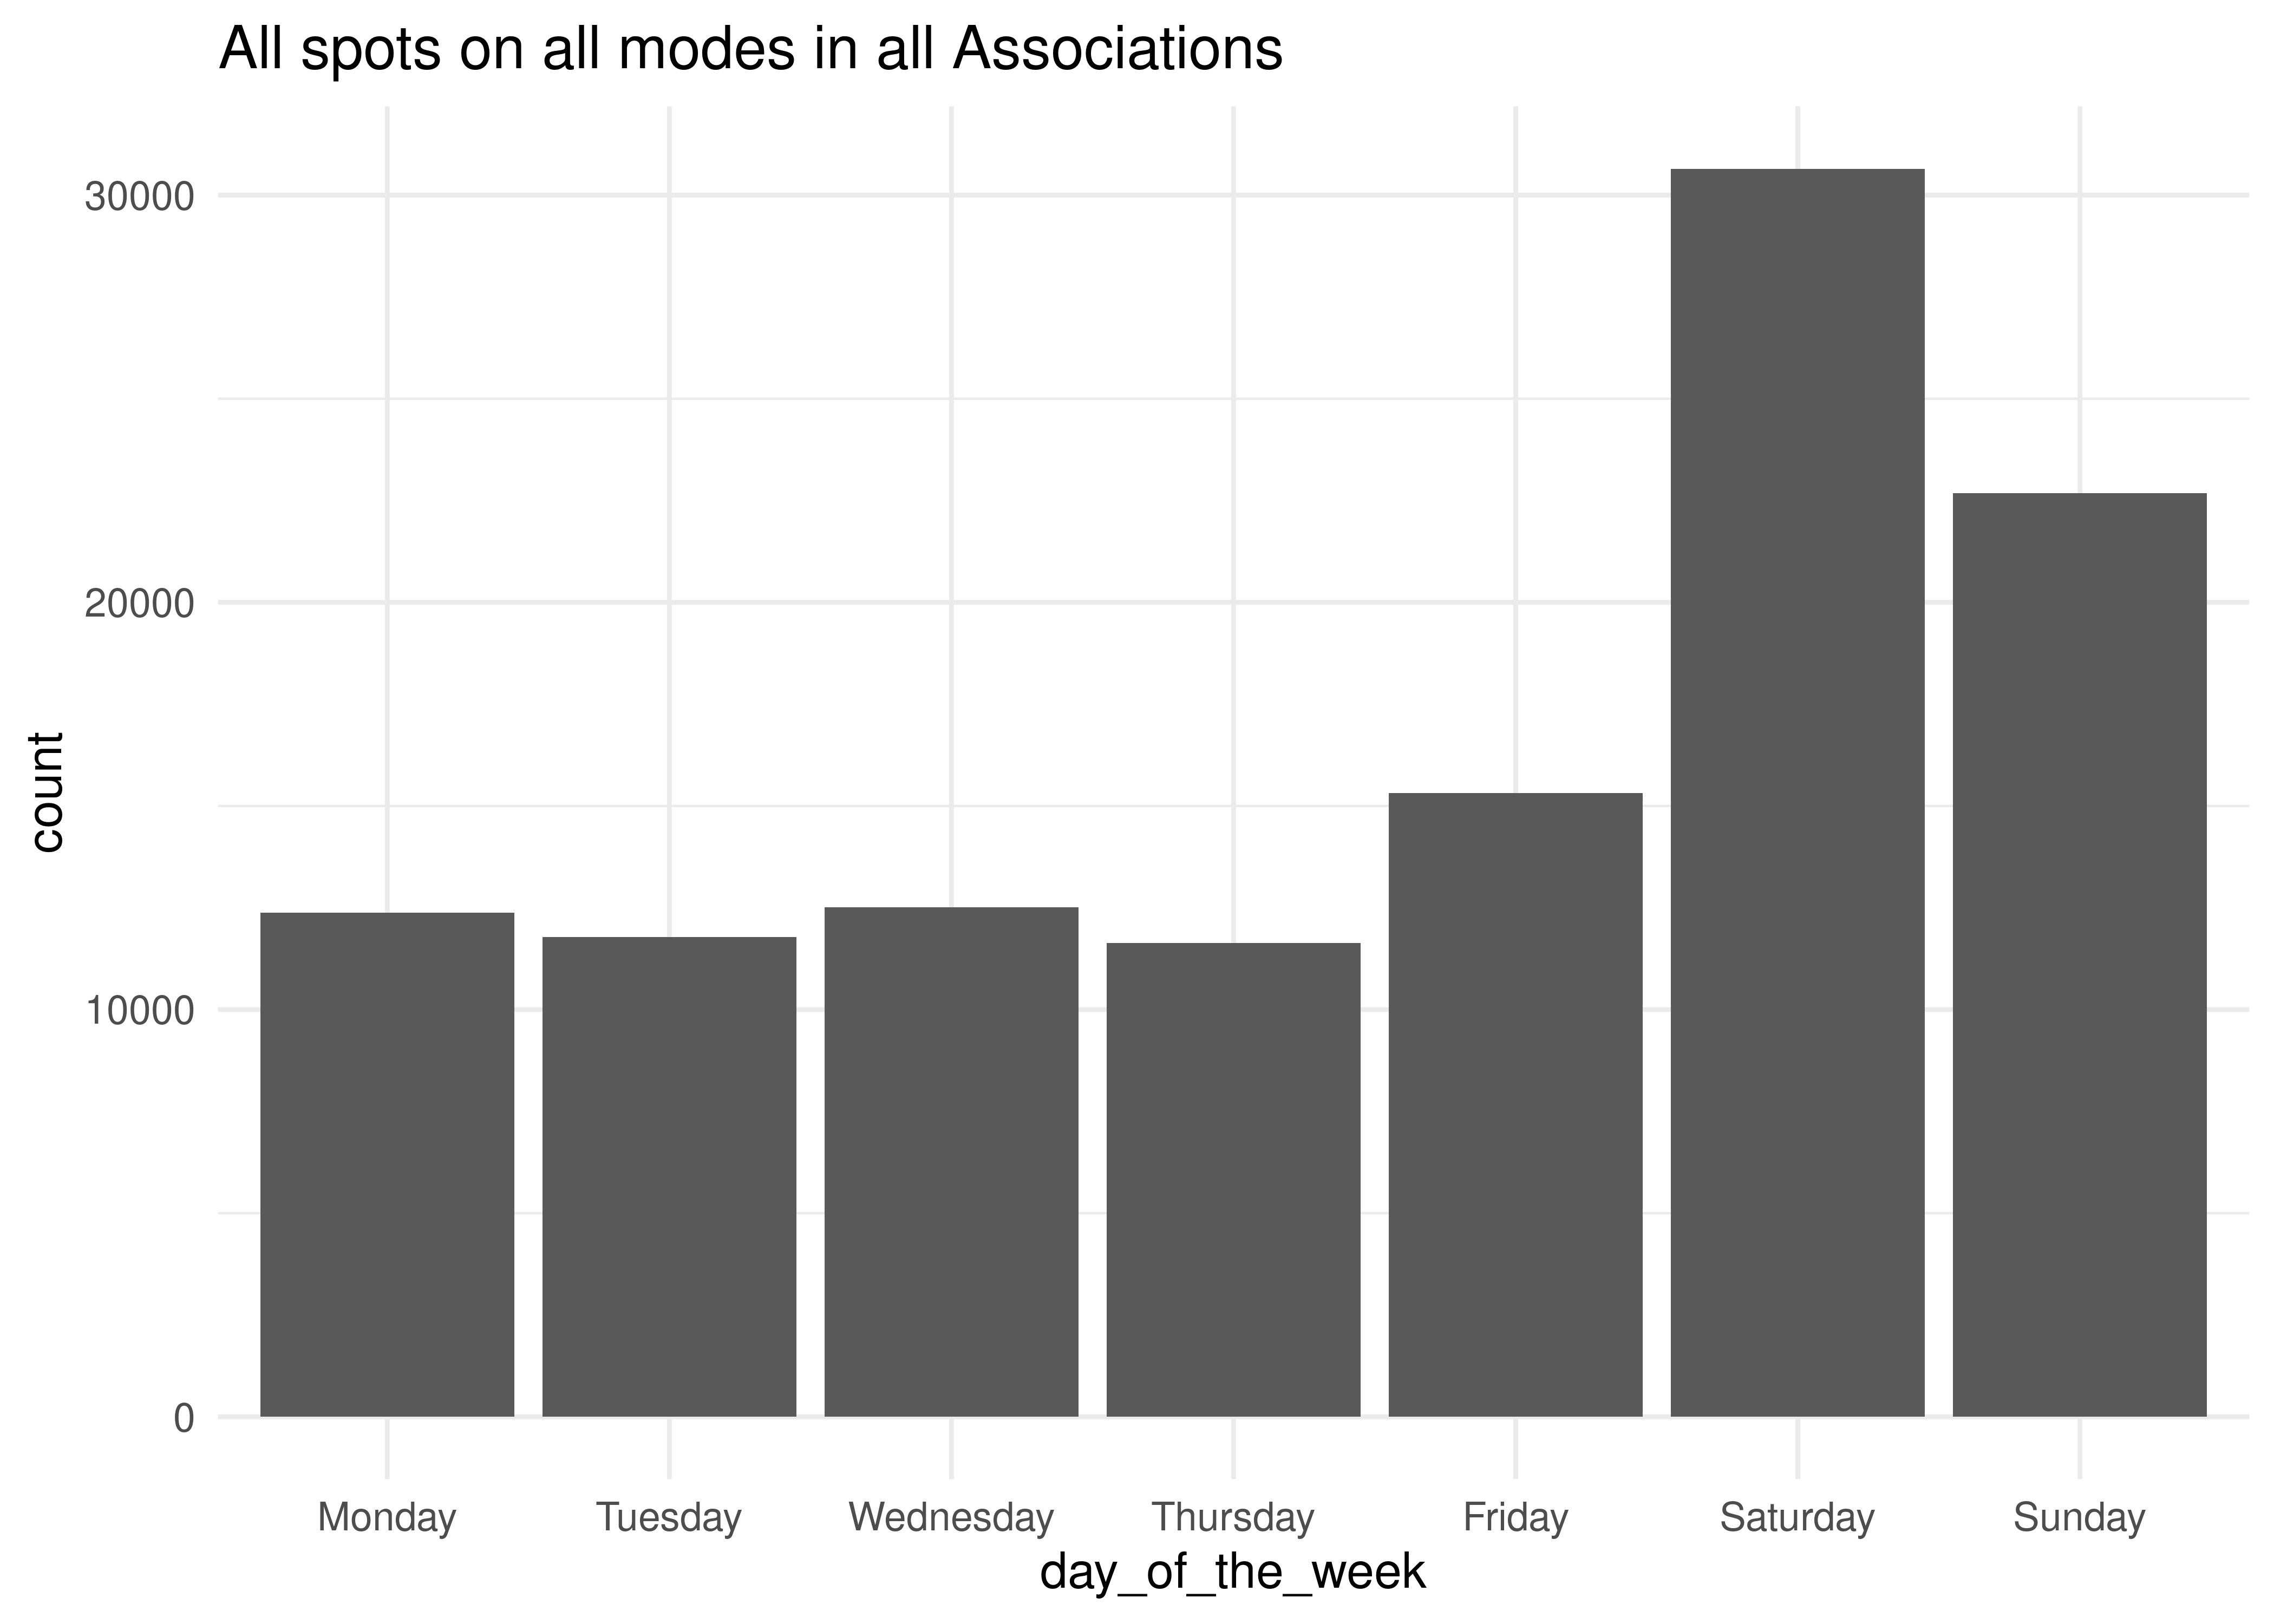 All spots on all modes in all Associations
count
30000
20000
10000
0
Monday Tuesday Wednesday Thursday Friday Saturday Sunday
day_of_the_week